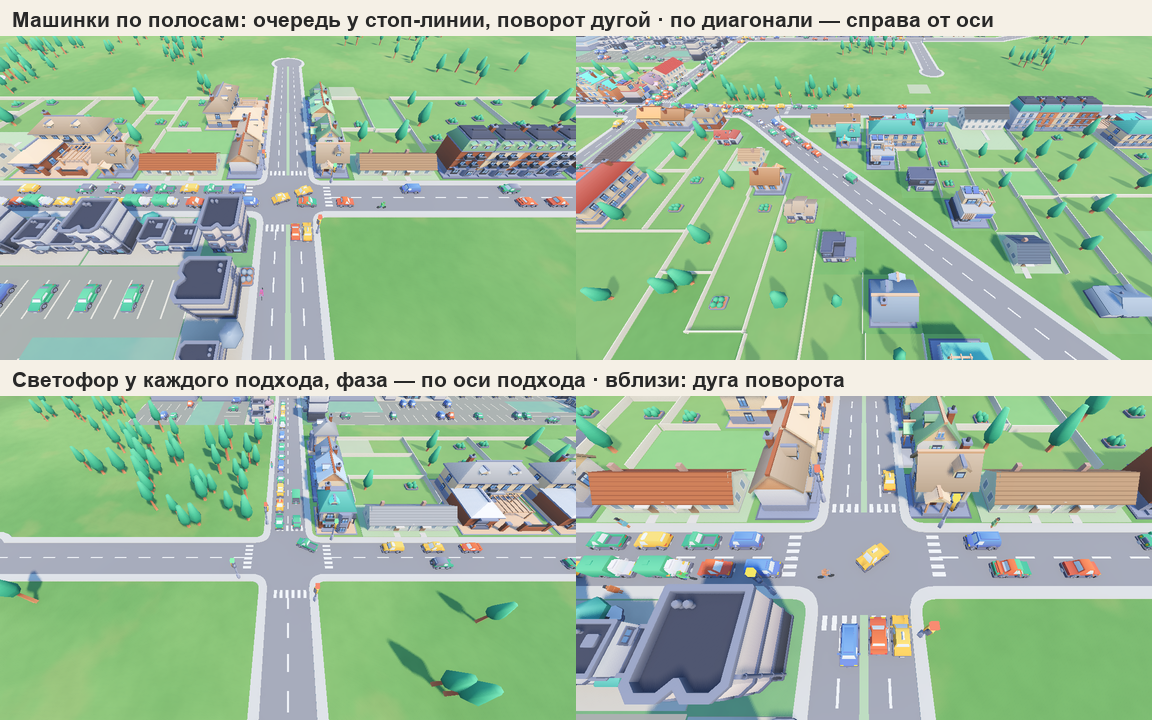 Машинки по полосам: очередь у стоп-линии, поворот дугой · по диагонали — справа от оси
Светофор у каждого подхода, фаза — по оси подхода · вблизи: дуга поворота